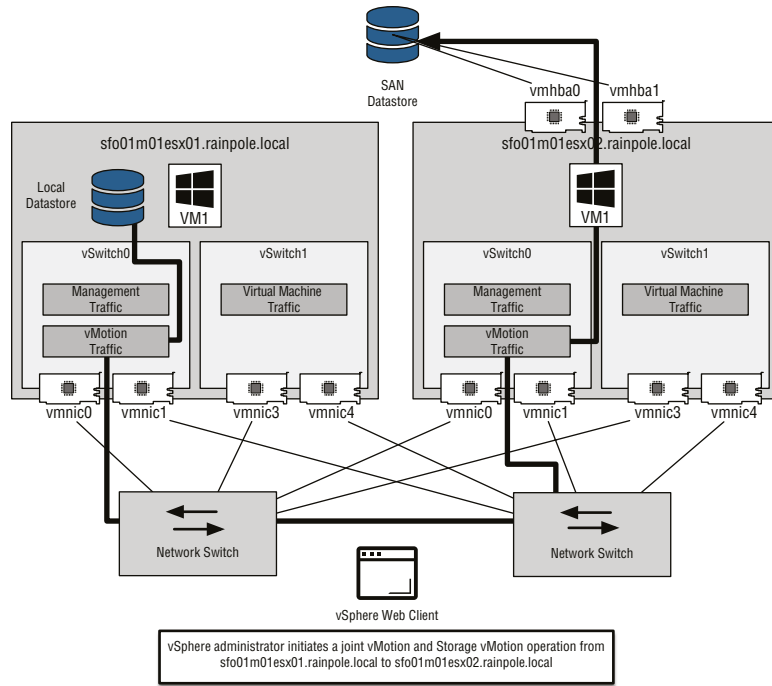 SAN
Datastore
vmhba0
vmhba1
sfo01m01esx01.rainpole.local
Local
Datastore
VM1
vSwitch0
Management
Traffic
vMotion
Traffic
vSwitch1
Virtual Machine
Traffic
vmnic0
vmnic1
vmnic3
vmnic4
sfo01m01esx02.rainpole.local
VM1
vSwitch0
Management
Traffic
vMotion
Traffic
vSwitch1
Virtual Machine
Traffic
vmnic0
vmnic1
vmnic3
vmnic4
Network Switch
Network Switch
vSphere Web Client
vSphere administrator initiates a joint vMotion and Storage vMotion operation from
sfo01m01esx01.rainpole.local to sfo01m01esx02.rainpole.local